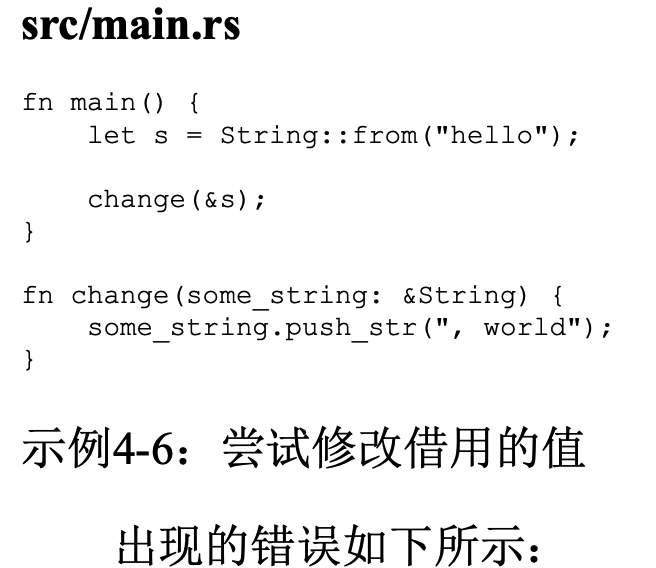 src/main.rs
fn main() {
    let s = String::from("hello");
    change(&s);
}
fn change(some_string: &String) {
    some_string.push_str(", world");
}
示例4-6：尝试修改借用的值
出现的错误如下所示：